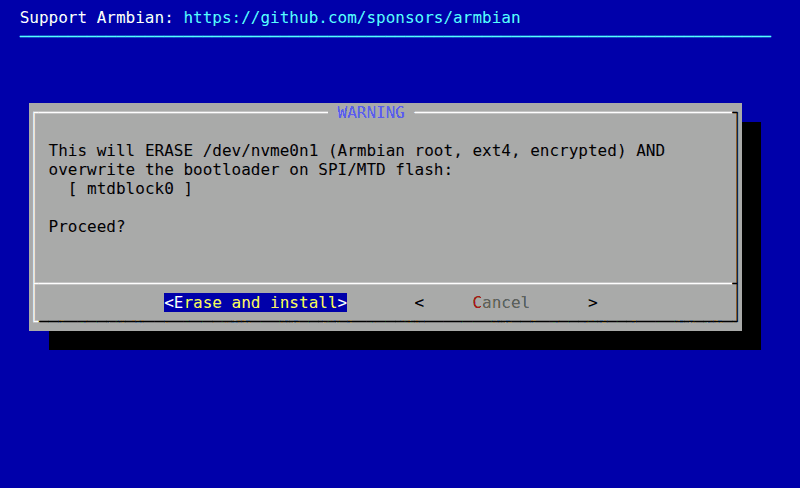 Support Armbian: https://github.com/sponsors/armbian
WARNING
This will ERASE /dev/nvme0n1 (Armbian root, ext4, encrypted) AND
overwrite the bootloader on SPI/MTD flash:
[ mtdblock0 ]
Proceed?
<Erase and install> < Cancel >